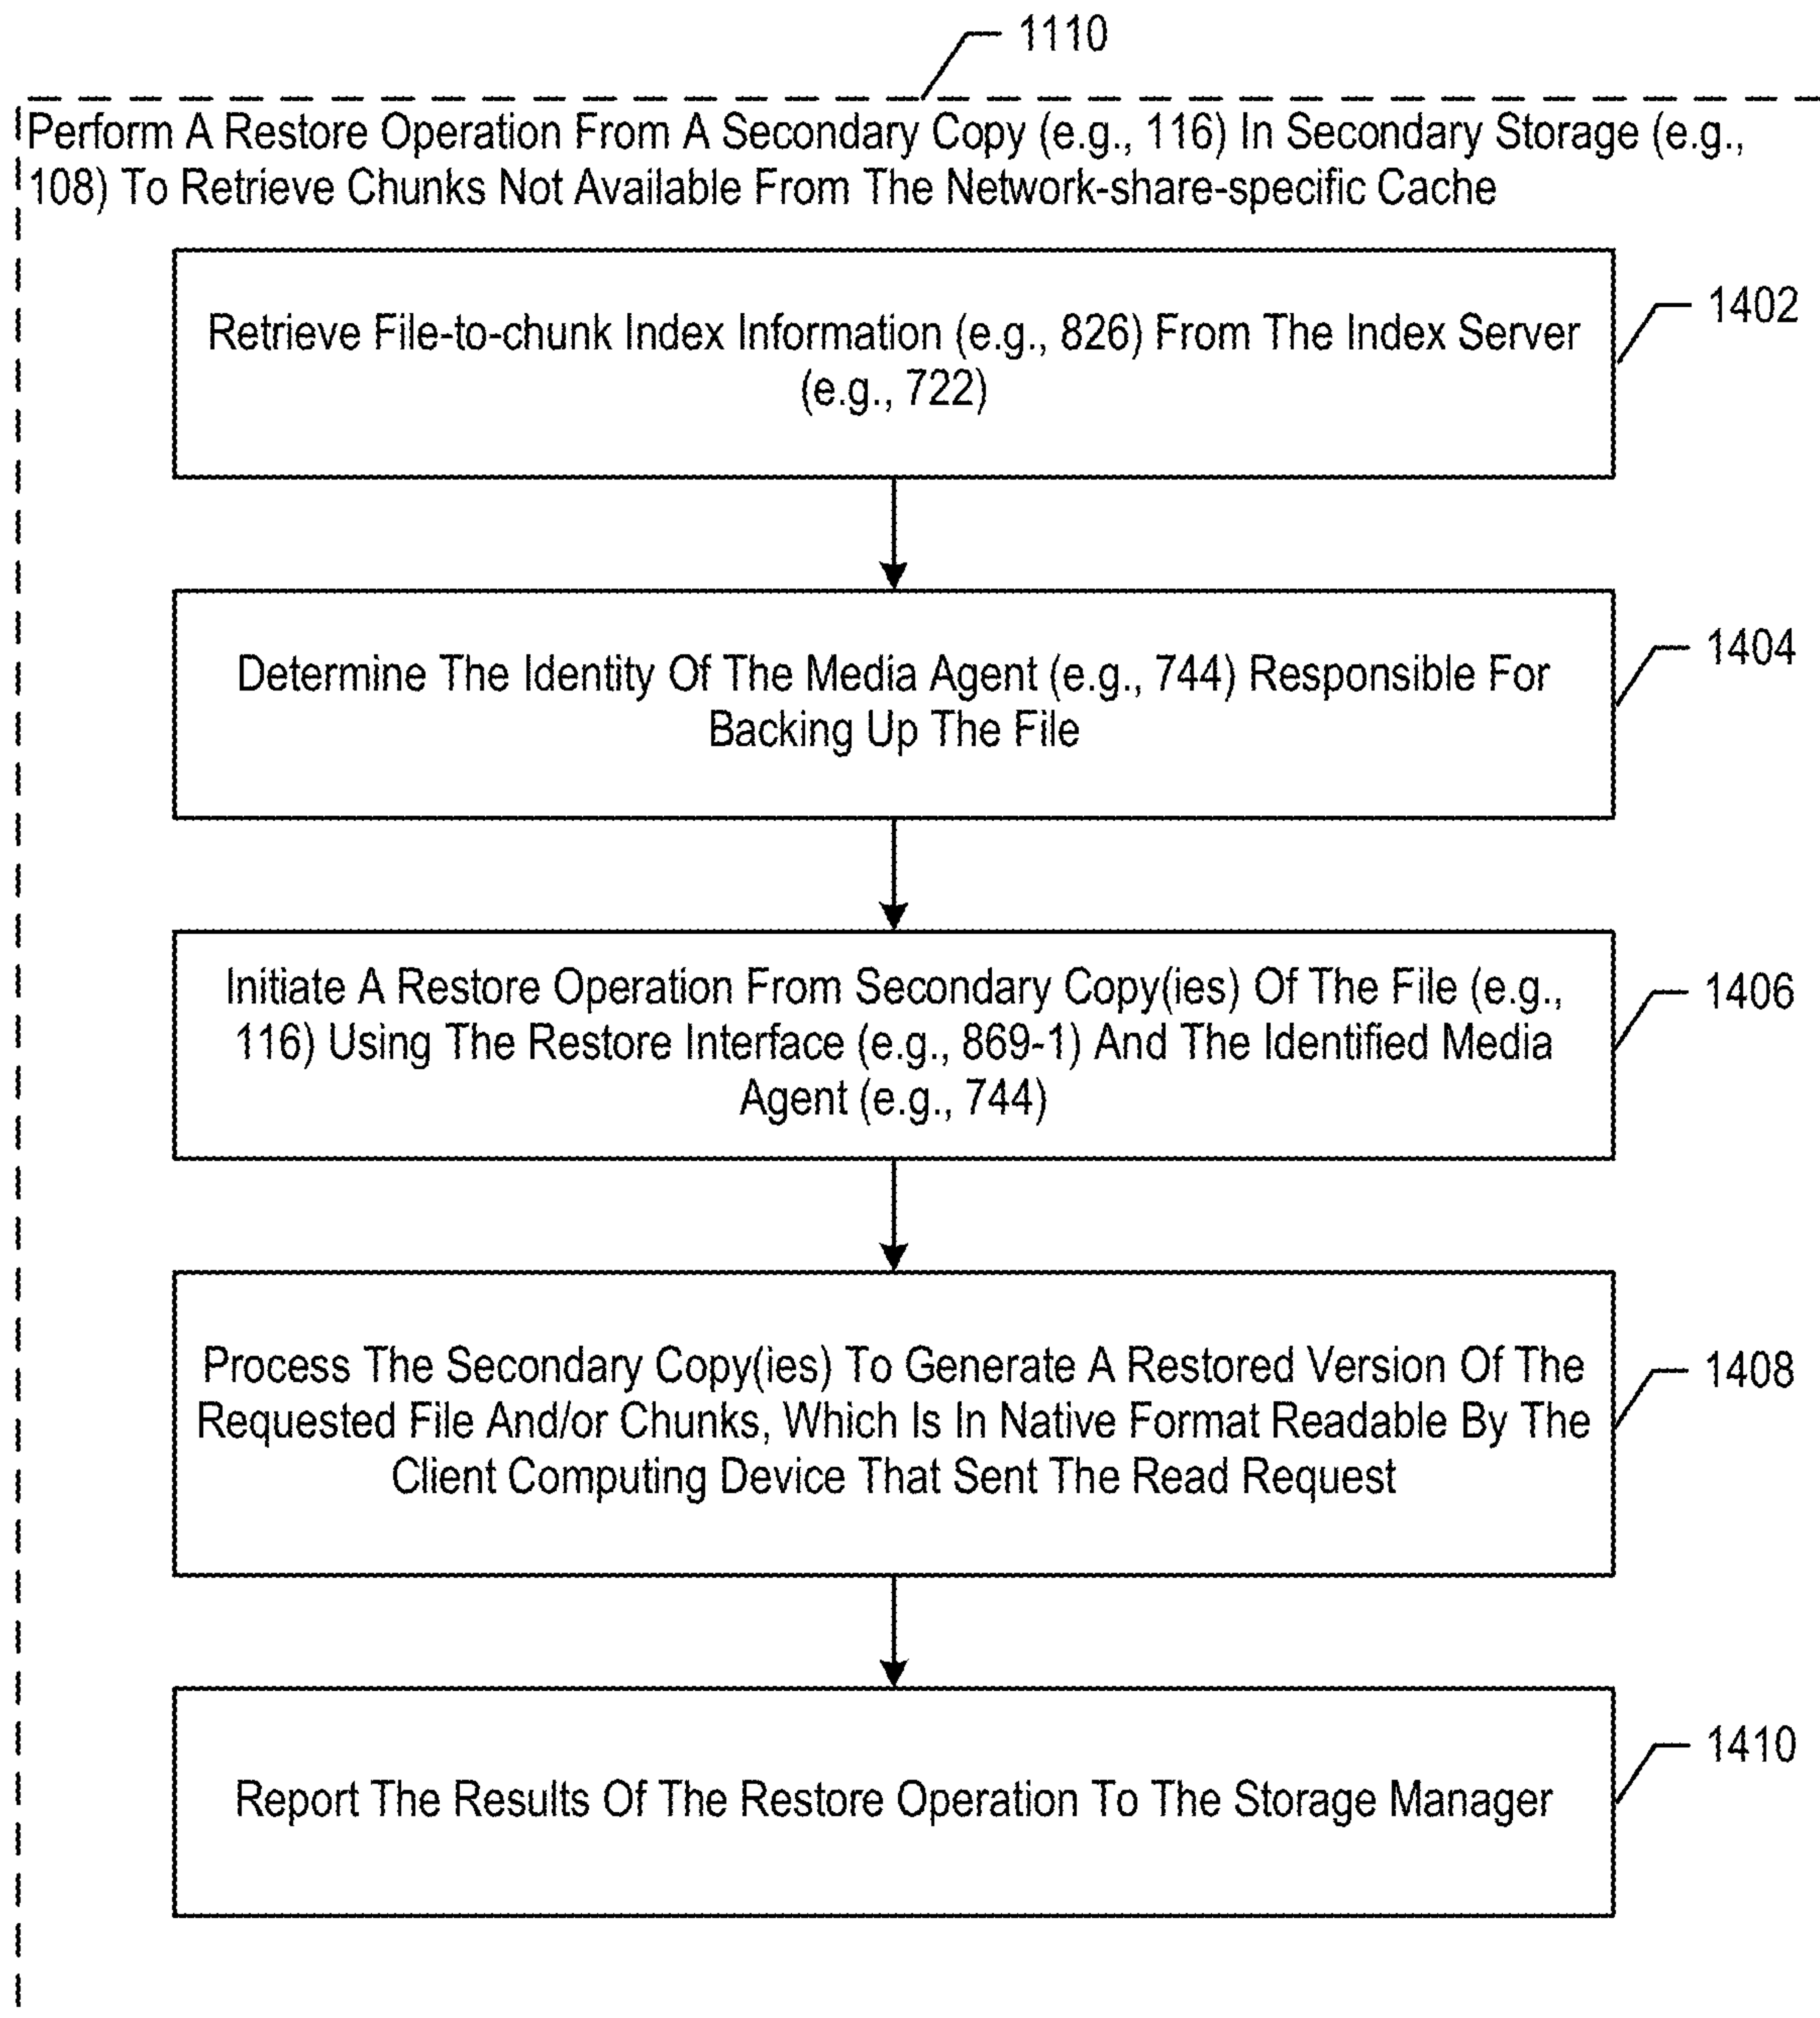 1110
Perform A Restore Operation From A Secondary Copy (e.g., 116) In Secondary Storage (e.g.,
108) To Retrieve Chunks Not Available From The Network-share-specific Cache
Retrieve File-to-chunk Index Information (e.g., 826) From The Index Server
(e.g., 722)
1402
Determine The Identity Of The Media Agent (e.g., 744) Responsible For
Backing Up The File
1404
Initiate A Restore Operation From Secondary Copy(ies) Of The File (e.g.,
116) Using The Restore Interface (e.g., 869-1) And The Identified Media
Agent (e.g., 744)
1406
Process The Secondary Copy(ies) To Generate A Restored Version Of The
Requested File And/or Chunks, Which Is In Native Format Readable By The
Client Computing Device That Sent The Read Request
1408
Report The Results Of The Restore Operation To The Storage Manager
1410